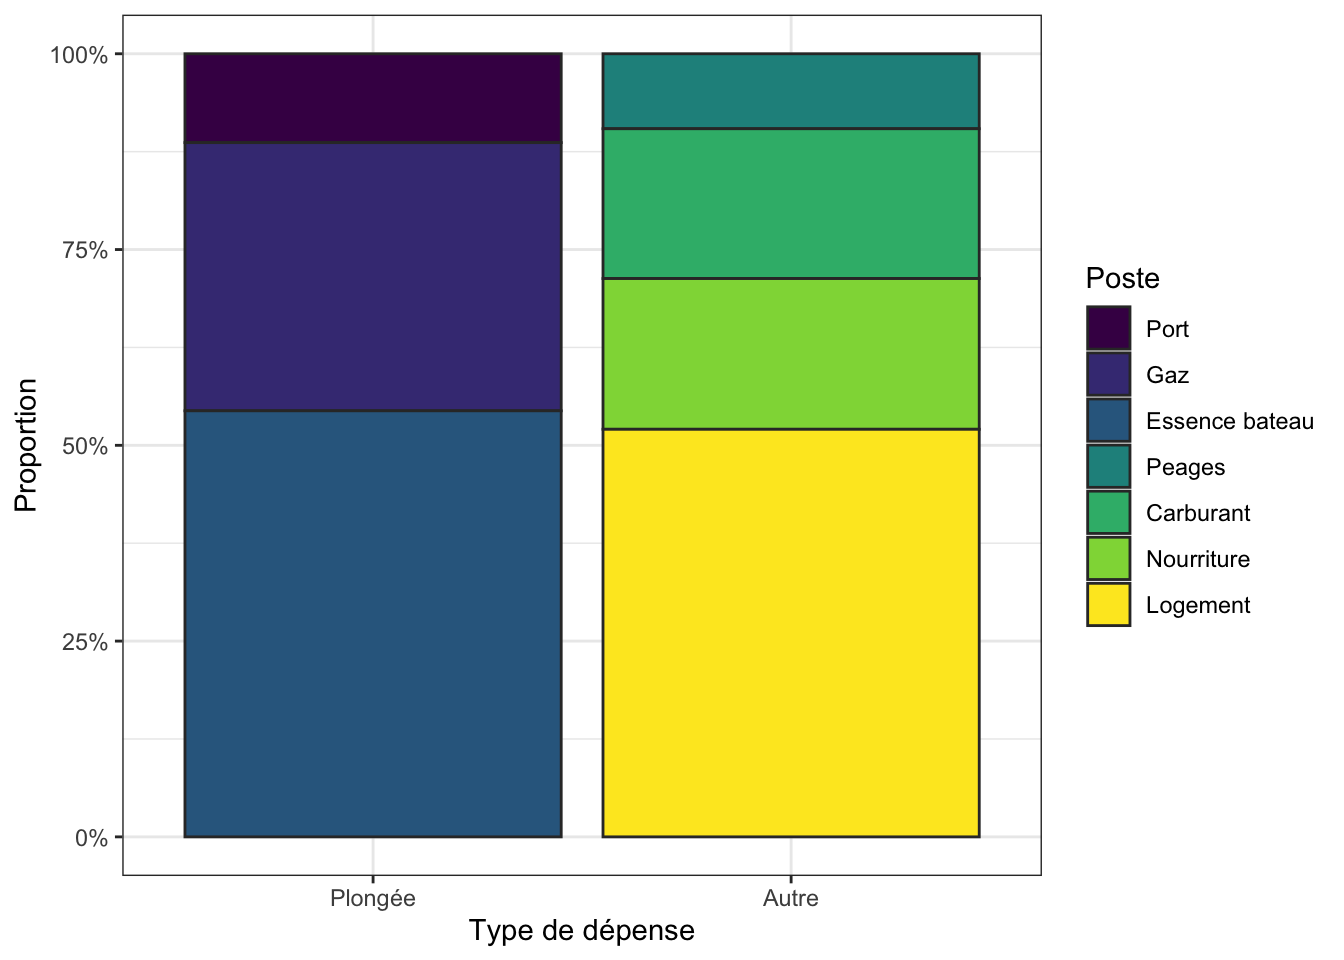 Proportion
100%
75%
50%
25%
0%
Plongée
Autre
Type de dépense
Poste
Port
Gaz
Essence bateau
Peages
Carburant
Nourriture
Logement